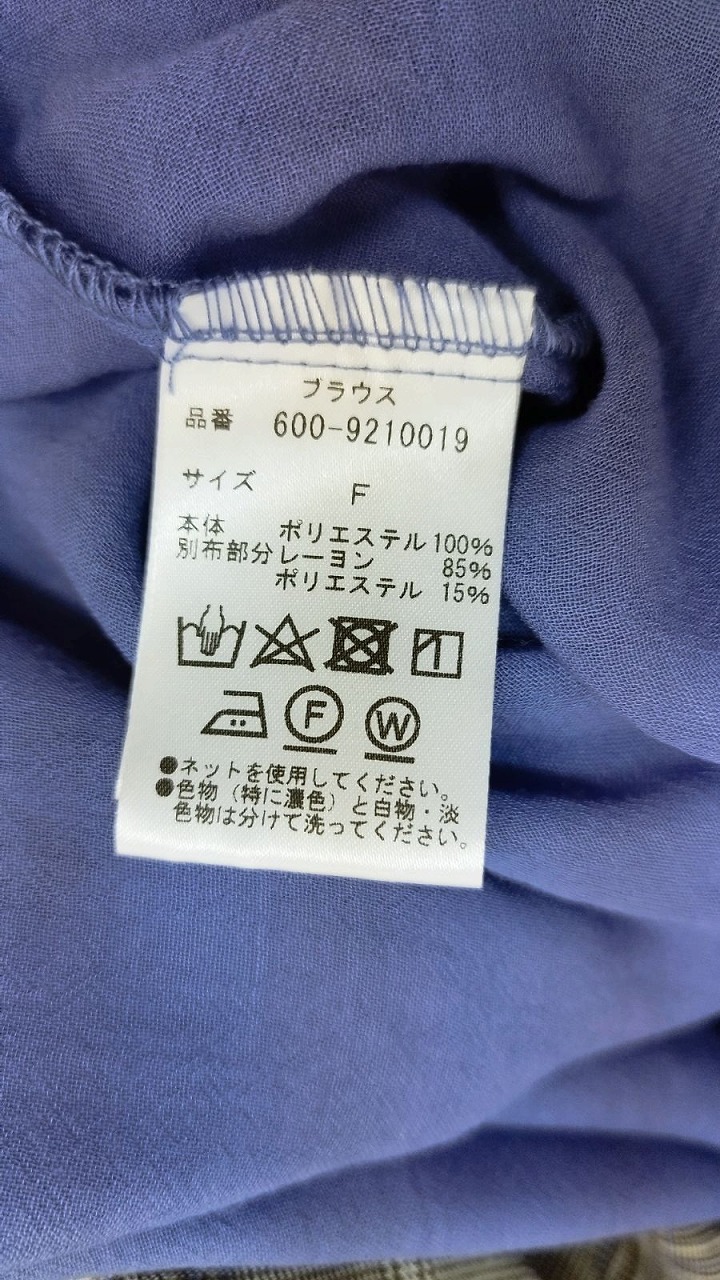 ブラウス
品番 600-9210019
サイズ F
本体 ポリエステル 100%
別布部分 レーヨン 85%
ポリエステル 15%
F W
●ネットを使用してください。
●色物（特に濃色）と白物・淡
色物は分けて洗ってください。